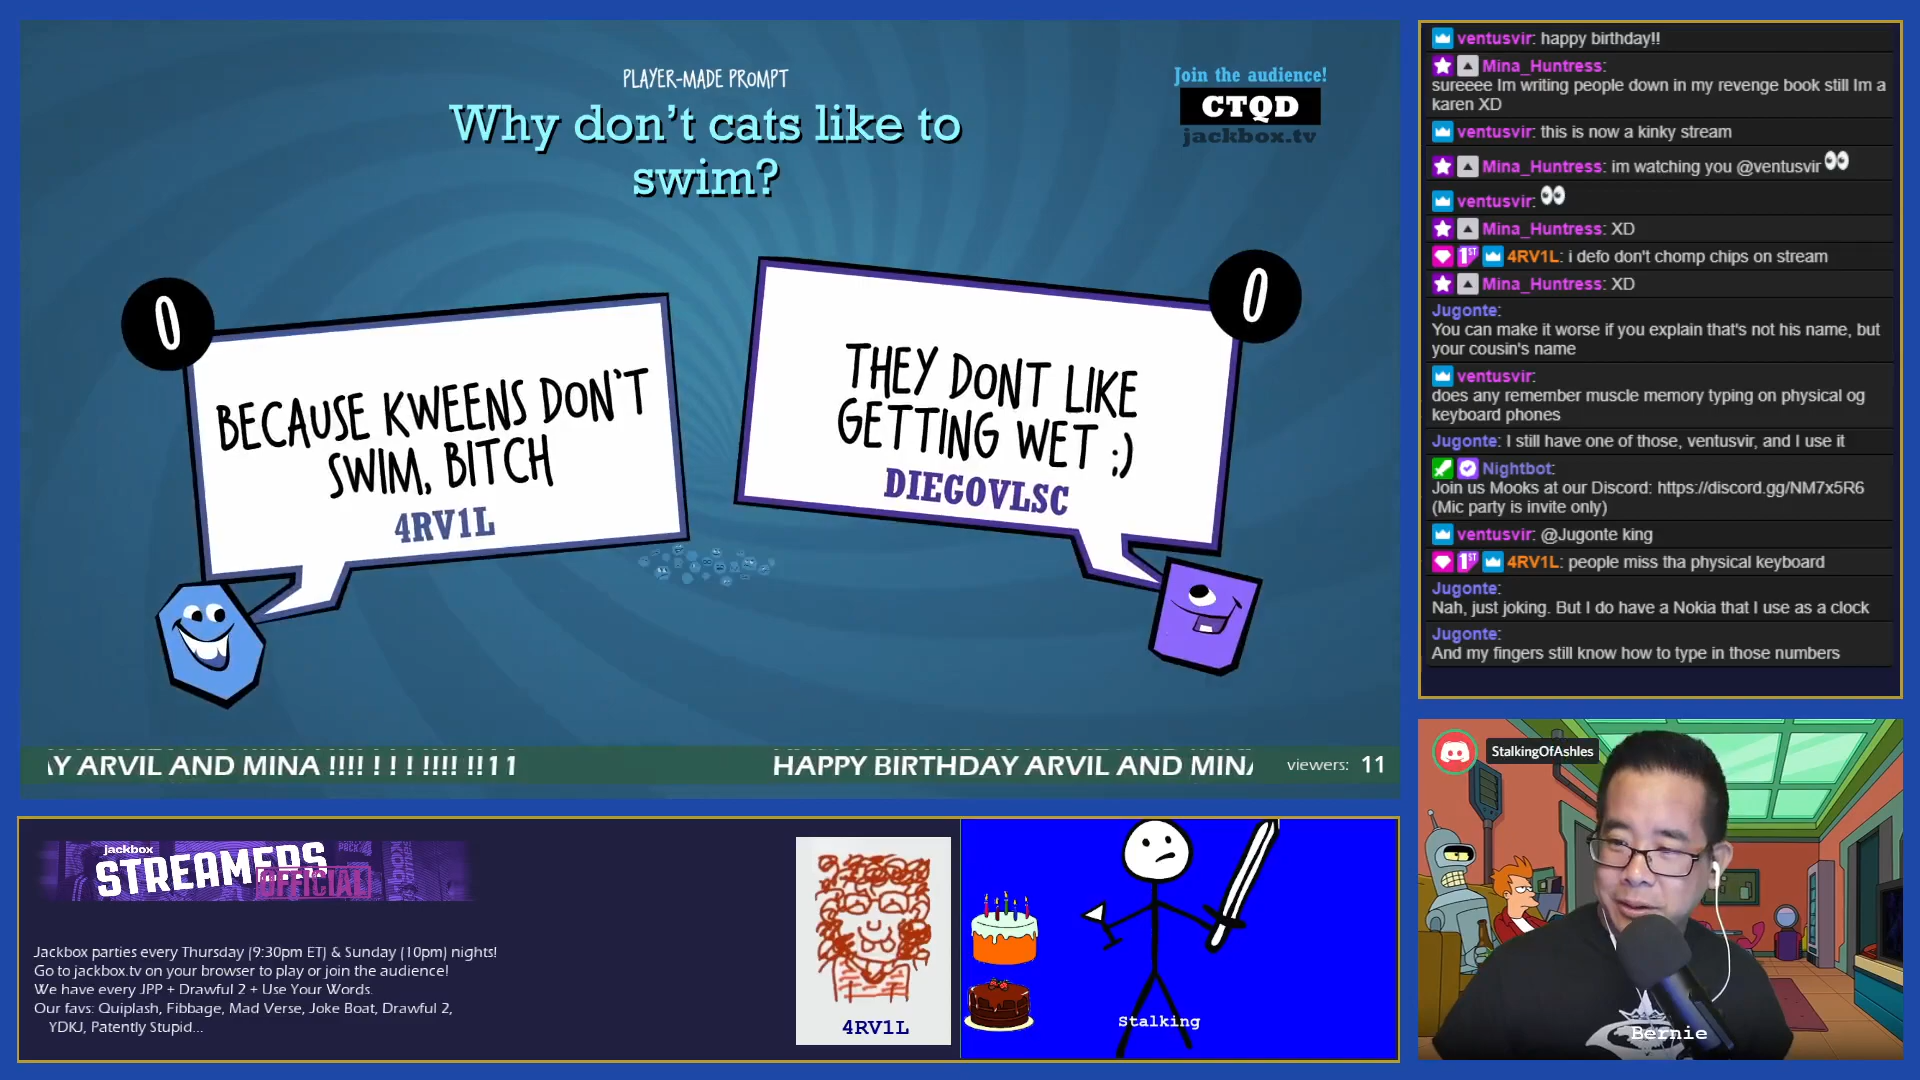 PLAYER-MADE PROMPT
Why don't cats like to
swim?
Join the audience!
CTQD
jackbox.tv
0
BECAUSE KWEENS DON'T
SWIM, BITCH
4RV1L
0
THEY DONT LIKE
GETTING WET ;)
DIEGOVLSC
AY ARVIL AND MINA !!!! ! ! ! !!!! !!11
HAPPY BIRTHDAY ARVIL AND MINA
viewers: 11
jackbox
STREAMERS
OFFICIAL
Jackbox parties every Thursday (9:30pm ET) & Sunday (10pm) nights!
Go to jackbox.tv on your browser to play or join the audience!
We have every JPP + Drawful 2 + Use Your Words.
Our favs: Quiplash, Fibbage, Mad Verse, Joke Boat, Drawful 2,
YDKJ, Patently Stupid...
4RV1L
Stalking
ventusvir: happy birthday!!
Mina_Huntress:
sureeee Im writing people down in my revenge book still Im a
karen XD
ventusvir: this is now a kinky stream
Mina_Huntress: im watching you @ventusvir
ventusvir:
Mina_Huntress: XD
1ST 4RV1L: i defo don't chomp chips on stream
Mina_Huntress: XD
Jugonte:
You can make it worse if you explain that's not his name, but
your cousin's name
ventusvir:
does any remember muscle memory typing on physical og
keyboard phones
Jugonte: I still have one of those, ventusvir, and I use it
Nightbot:
Join us Mooks at our Discord: https://discord.gg/NM7x5R6
(Mic party is invite only)
ventusvir: @Jugonte king
1ST 4RV1L: people miss tha physical keyboard
Jugonte:
Nah, just joking. But I do have a Nokia that I use as a clock
Jugonte:
And my fingers still know how to type in those numbers
StalkingOfAshles
Bernie